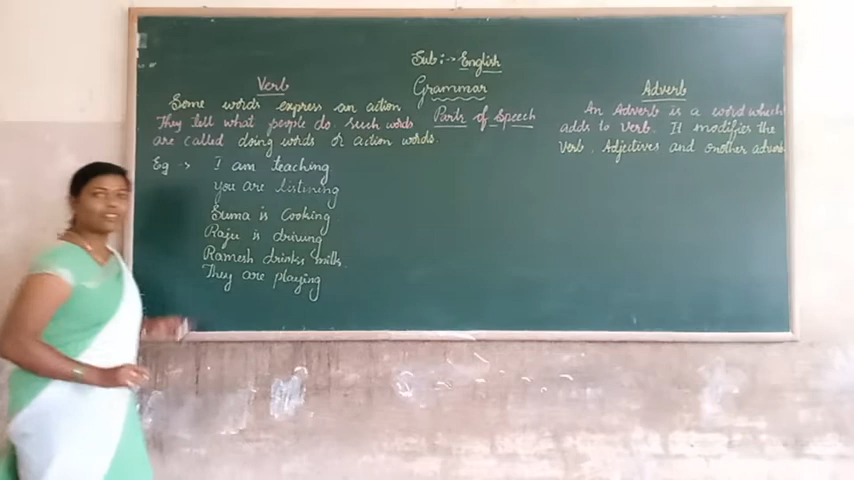 Sub:-> English
Grammar
Parts of Speech
Verb
Some words express an action.
They tell what people do. such words
are called doing words or action words.
Eg -> I am teaching
you are listining
Suma is Cooking.
Raju is driving
Ramesh drinks milk.
They are playing
Adverb
An Adverb is a word which
adds to Verb. It modifies the
Verb, Adjectives and another adverb.